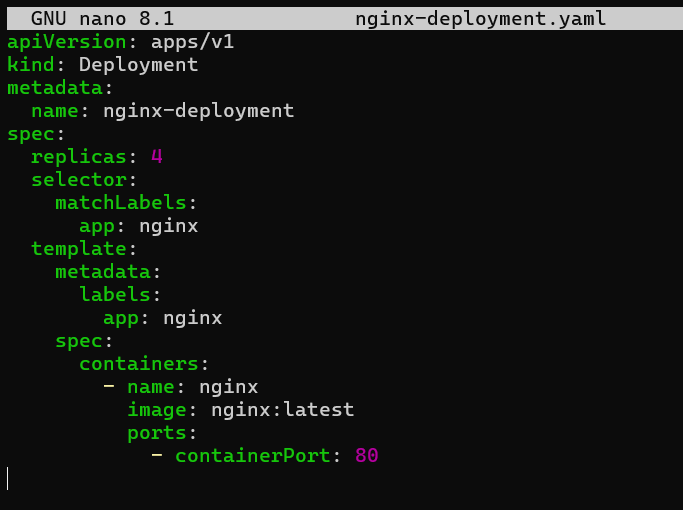 GNU nano 8.1 nginx-deployment.yaml
apiVersion: apps/v1
kind: Deployment
metadata:
  name: nginx-deployment
spec:
  replicas: 4
  selector:
    matchLabels:
      app: nginx
  template:
    metadata:
      labels:
        app: nginx
    spec:
      containers:
        - name: nginx
          image: nginx:latest
          ports:
            - containerPort: 80